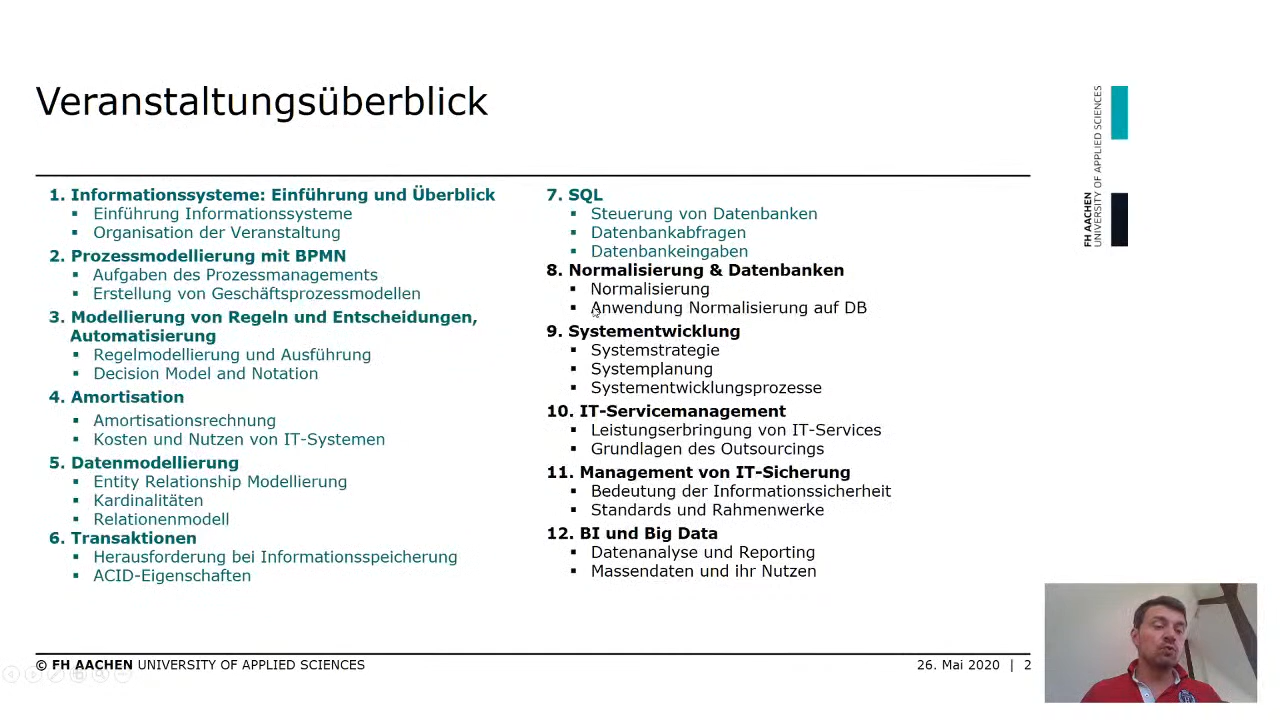 Veranstaltungsüberblick
1. Informationssysteme: Einführung und Überblick
▪ Einführung Informationssysteme
▪ Organisation der Veranstaltung
2. Prozessmodellierung mit BPMN
▪ Aufgaben des Prozessmanagements
▪ Erstellung von Geschäftsprozessmodellen
3. Modellierung von Regeln und Entscheidungen,
Automatisierung
▪ Regelmodellierung und Ausführung
▪ Decision Model and Notation
4. Amortisation
▪ Amortisationsrechnung
▪ Kosten und Nutzen von IT-Systemen
5. Datenmodellierung
▪ Entity Relationship Modellierung
▪ Kardinalitäten
▪ Relationenmodell
6. Transaktionen
▪ Herausforderung bei Informationsspeicherung
▪ ACID-Eigenschaften
7. SQL
▪ Steuerung von Datenbanken
▪ Datenbankabfragen
▪ Datenbankeingaben
8. Normalisierung & Datenbanken
▪ Normalisierung
▪ Anwendung Normalisierung auf DB
9. Systementwicklung
▪ Systemstrategie
▪ Systemplanung
▪ Systementwicklungsprozesse
10. IT-Servicemanagement
▪ Leistungserbringung von IT-Services
▪ Grundlagen des Outsourcings
11. Management von IT-Sicherung
▪ Bedeutung der Informationssicherheit
▪ Standards und Rahmenwerke
12. BI und Big Data
▪ Datenanalyse und Reporting
▪ Massendaten und ihr Nutzen
FH AACHEN
UNIVERSITY OF APPLIED SCIENCES
© FH AACHEN UNIVERSITY OF APPLIED SCIENCES
26. Mai 2020 | 2